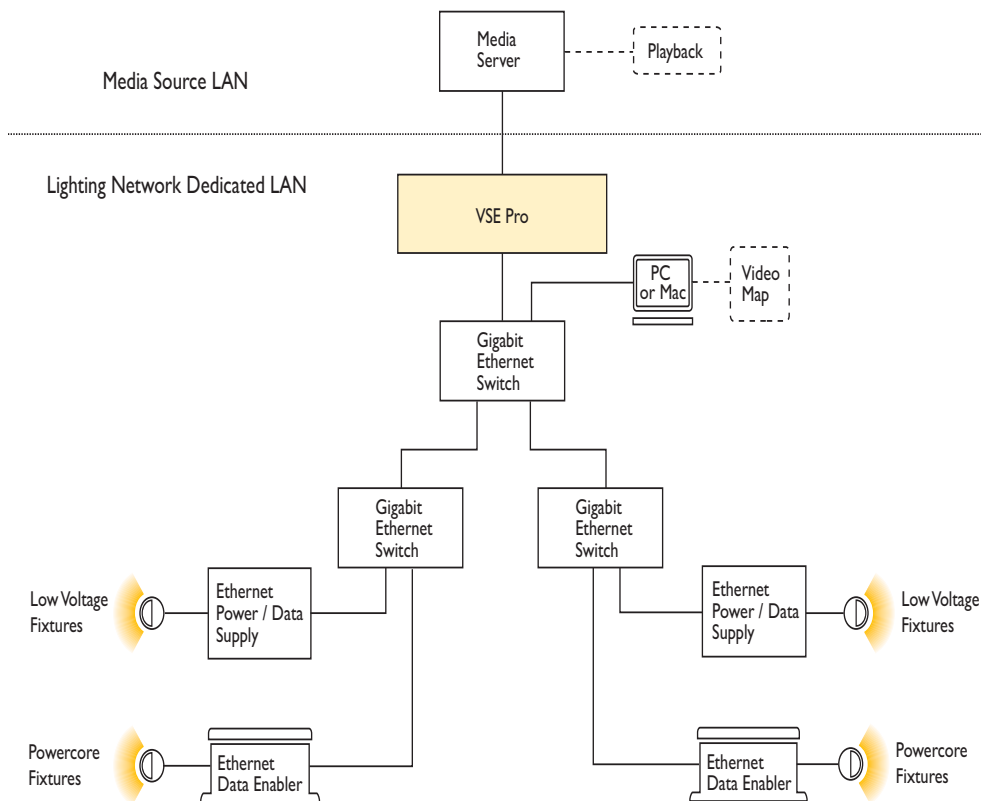 Media
Server
Playback
Media Source LAN
Lighting Network Dedicated LAN
VSE Pro
PC
or Mac
Video
Map
Gigabit
Ethernet
Switch
Gigabit
Ethernet
Switch
Gigabit
Ethernet
Switch
Low Voltage
Fixtures
Ethernet
Power / Data
Supply
Ethernet
Power / Data
Supply
Low Voltage
Fixtures
Powercore
Fixtures
Ethernet
Data Enabler
Ethernet
Data Enabler
Powercore
Fixtures